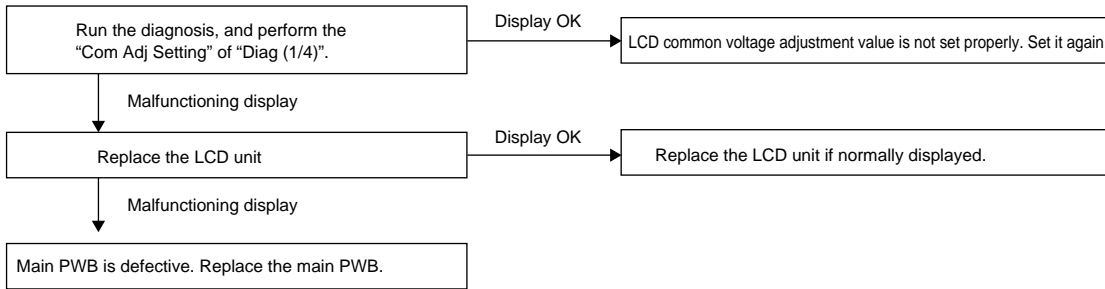 Run the diagnosis, and perform the
“Com Adj Setting” of “Diag (1/4)”.
Display OK
LCD common voltage adjustment value is not set properly. Set it again
Malfunctioning display
Replace the LCD unit
Display OK
Replace the LCD unit if normally displayed.
Malfunctioning display
Main PWB is defective. Replace the main PWB.